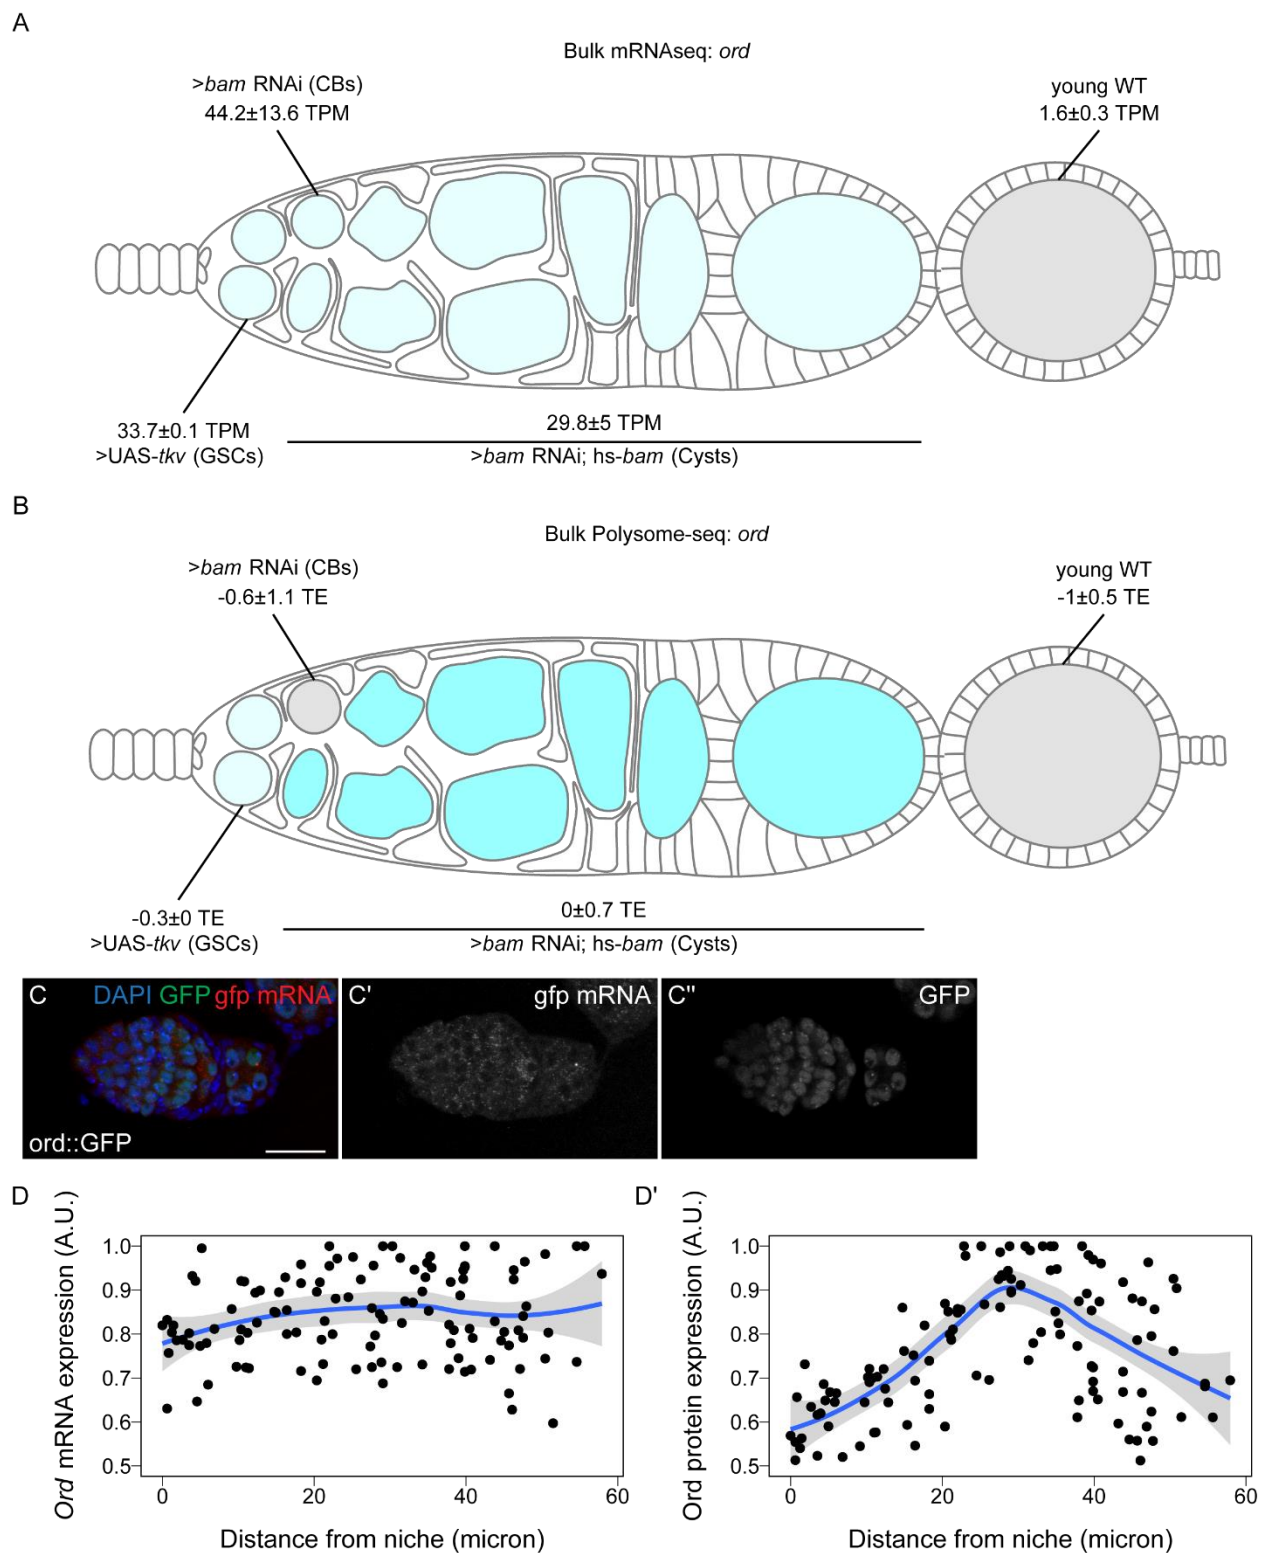 A
Bulk mRNAseq: ord
>bam RNAi (CBs)
44.2±13.6 TPM
young WT
1.6±0.3 TPM
33.7±0.1 TPM
>UAS-tkv (GSCs)
29.8±5 TPM
>bam RNAi; hs-bam (Cysts)
B
Bulk Polysome-seq: ord
>bam RNAi (CBs)
-0.6±1.1 TE
young WT
-1±0.5 TE
-0.3±0 TE
>UAS-tkv (GSCs)
0±0.7 TE
>bam RNAi; hs-bam (Cysts)
C DAPI GFP gfp mRNA
ord::GFP
C' gfp mRNA
C'' GFP
D
Ord mRNA expression (A.U.)
1.0
0.9
0.8
0.7
0.6
0.5
0 20 40 60
Distance from niche (micron)
D'
Ord protein expression (A.U.)
1.0
0.9
0.8
0.7
0.6
0.5
0 20 40 60
Distance from niche (micron)